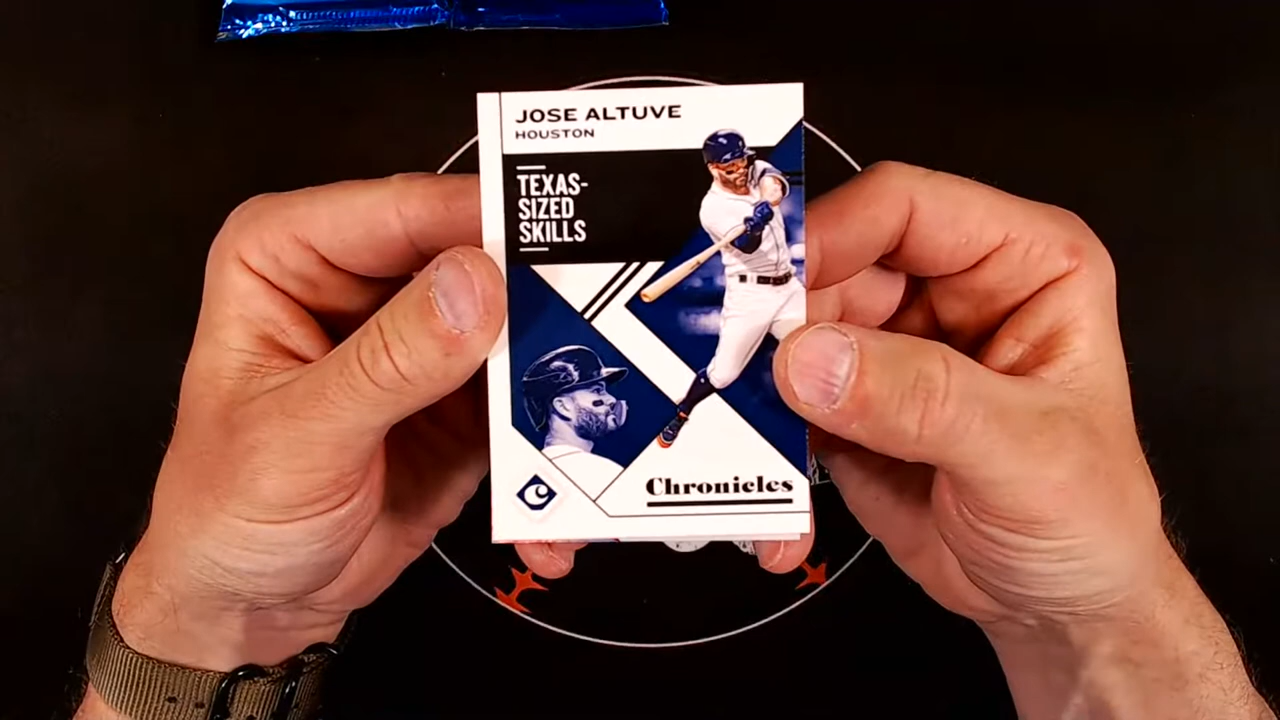 JOSE ALTUVE
HOUSTON
TEXAS-
SIZED
SKILLS
C
Chronicles